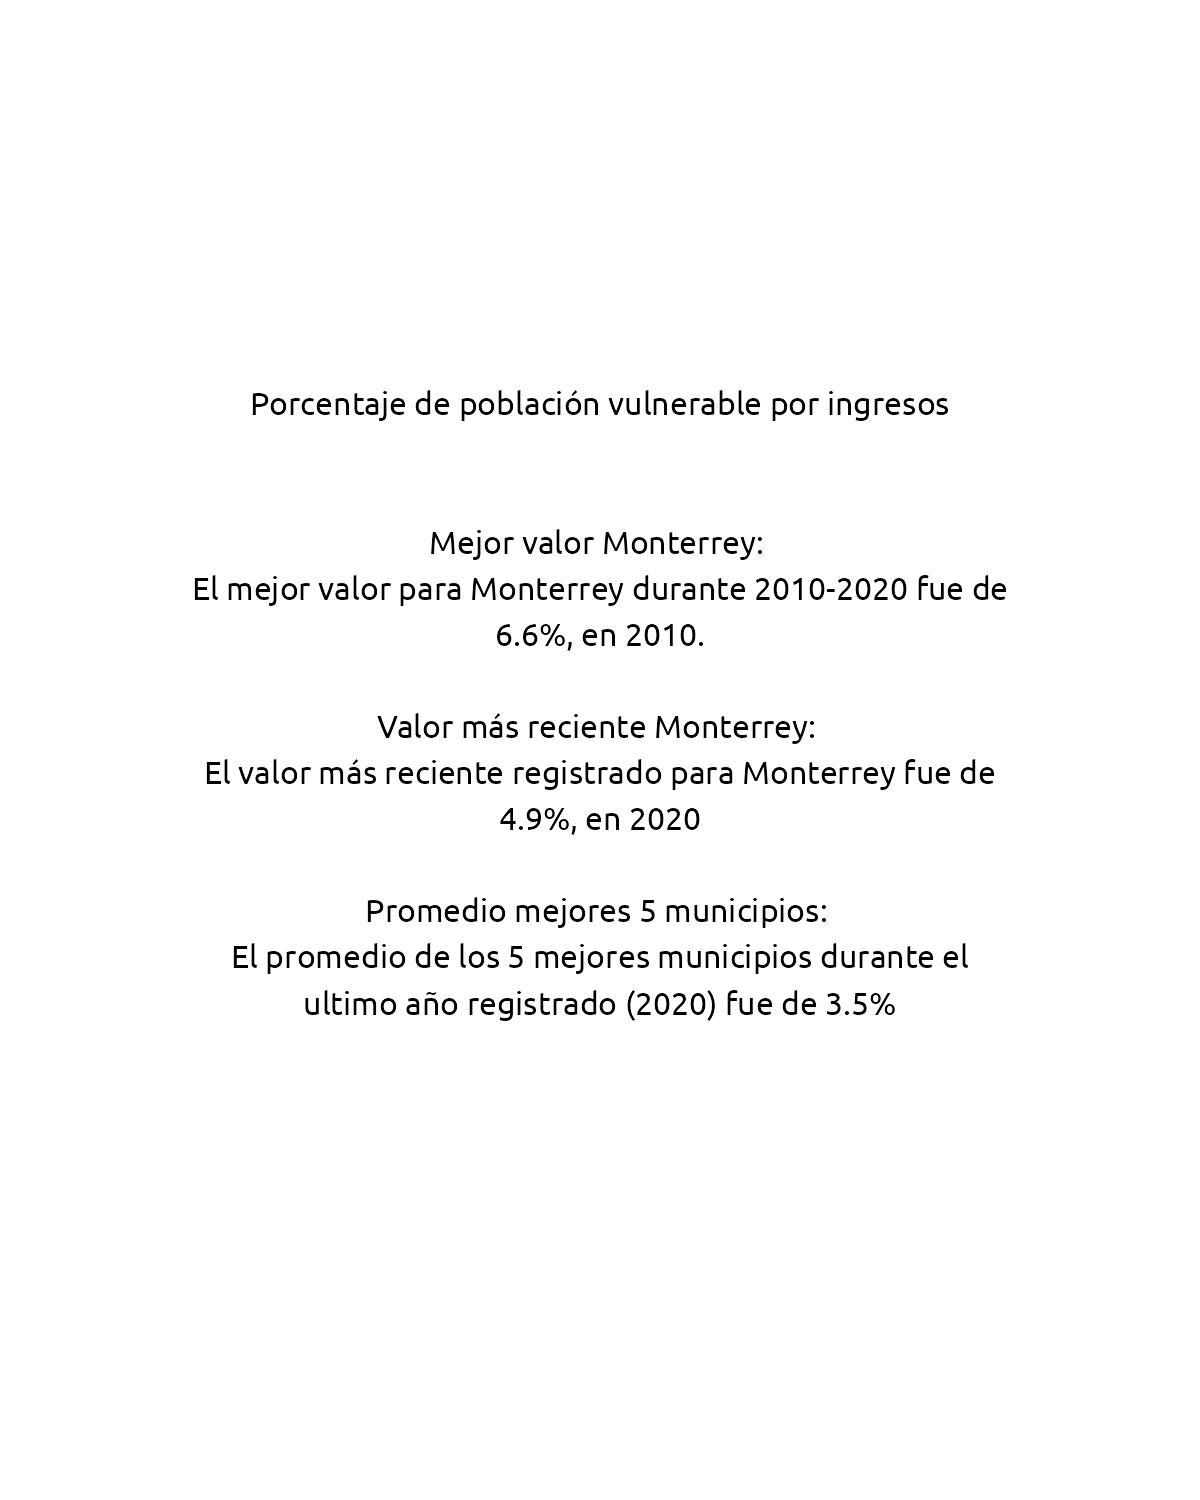 Porcentaje de población vulnerable por ingresos
Mejor valor Monterrey:
El mejor valor para Monterrey durante 2010-2020 fue de
6.6%, en 2010.
Valor más reciente Monterrey:
El valor más reciente registrado para Monterrey fue de
4.9%, en 2020
Promedio mejores 5 municipios:
El promedio de los 5 mejores municipios durante el
ultimo año registrado (2020) fue de 3.5%